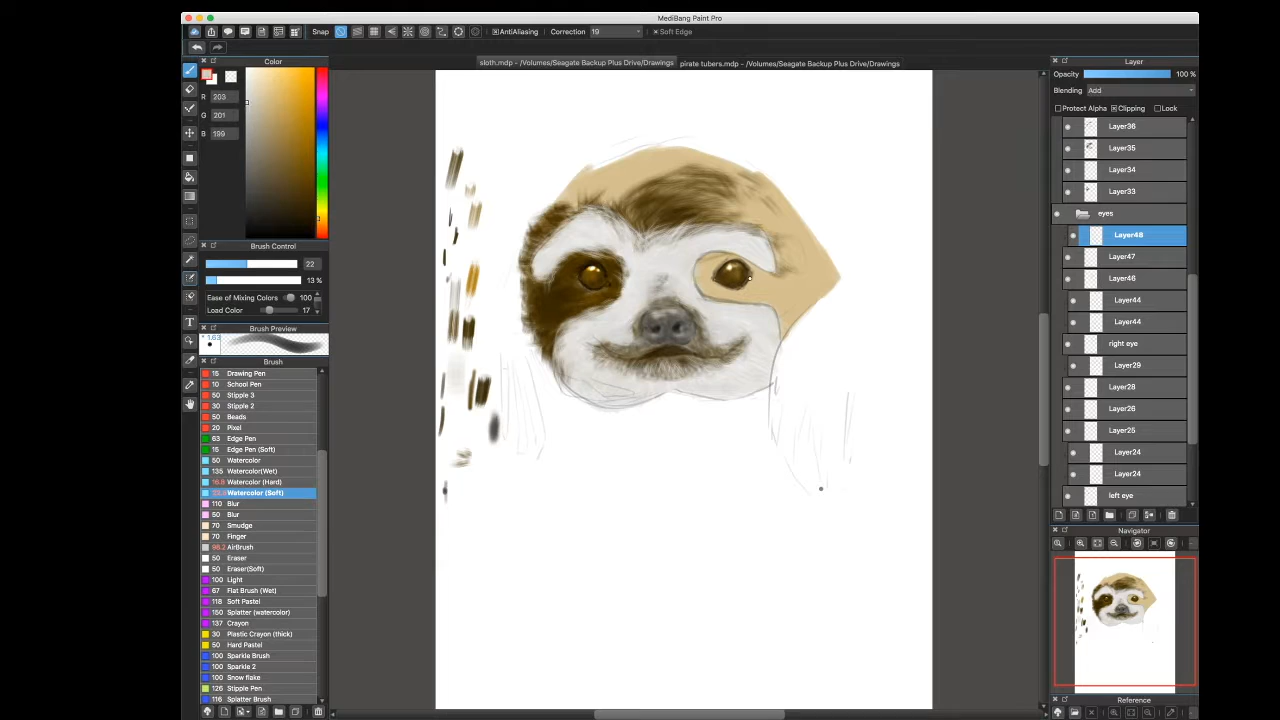 MediBang Paint Pro
Snap
AntiAliasing
Correction 19
Soft Edge
sloth.mdp - /Volumes/Seagate Backup Plus Drive/Drawings
pirate tubers.mdp - /Volumes/Seagate Backup Plus Drive/Drawings
Color
R 203
G 201
B 199
Brush Control
22
13 %
Ease of Mixing Colors 100
Load Color 17
Brush Preview
1.63
Brush
15 Drawing Pen
10 School Pen
50 Stipple 3
30 Stipple 2
50 Beads
20 Pixel
63 Edge Pen
15 Edge Pen (Soft)
50 Watercolor
135 Watercolor(Wet)
16.8 Watercolor (Hard)
Watercolor (Soft)
110 Blur
50 Blur
70 Smudge
70 Finger
AirBrush
50 Eraser
50 Eraser(Soft)
100 Light
67 Flat Brush (Wet)
118 Soft Pastel
150 Splatter (watercolor)
137 Crayon
30 Plastic Crayon (thick)
50 Hard Pastel
100 Sparkle Brush
100 Sparkle 2
100 Snow flake
126 Stipple Pen
116 Splatter Brush
Layer
Opacity 100 %
Blending Add
Protect Alpha Clipping Lock
Layer36
Layer35
Layer34
Layer33
eyes
Layer48
Layer47
Layer46
Layer44
Layer44
right eye
Layer29
Layer28
Layer26
Layer25
Layer24
Layer24
left eye
Navigator
Reference